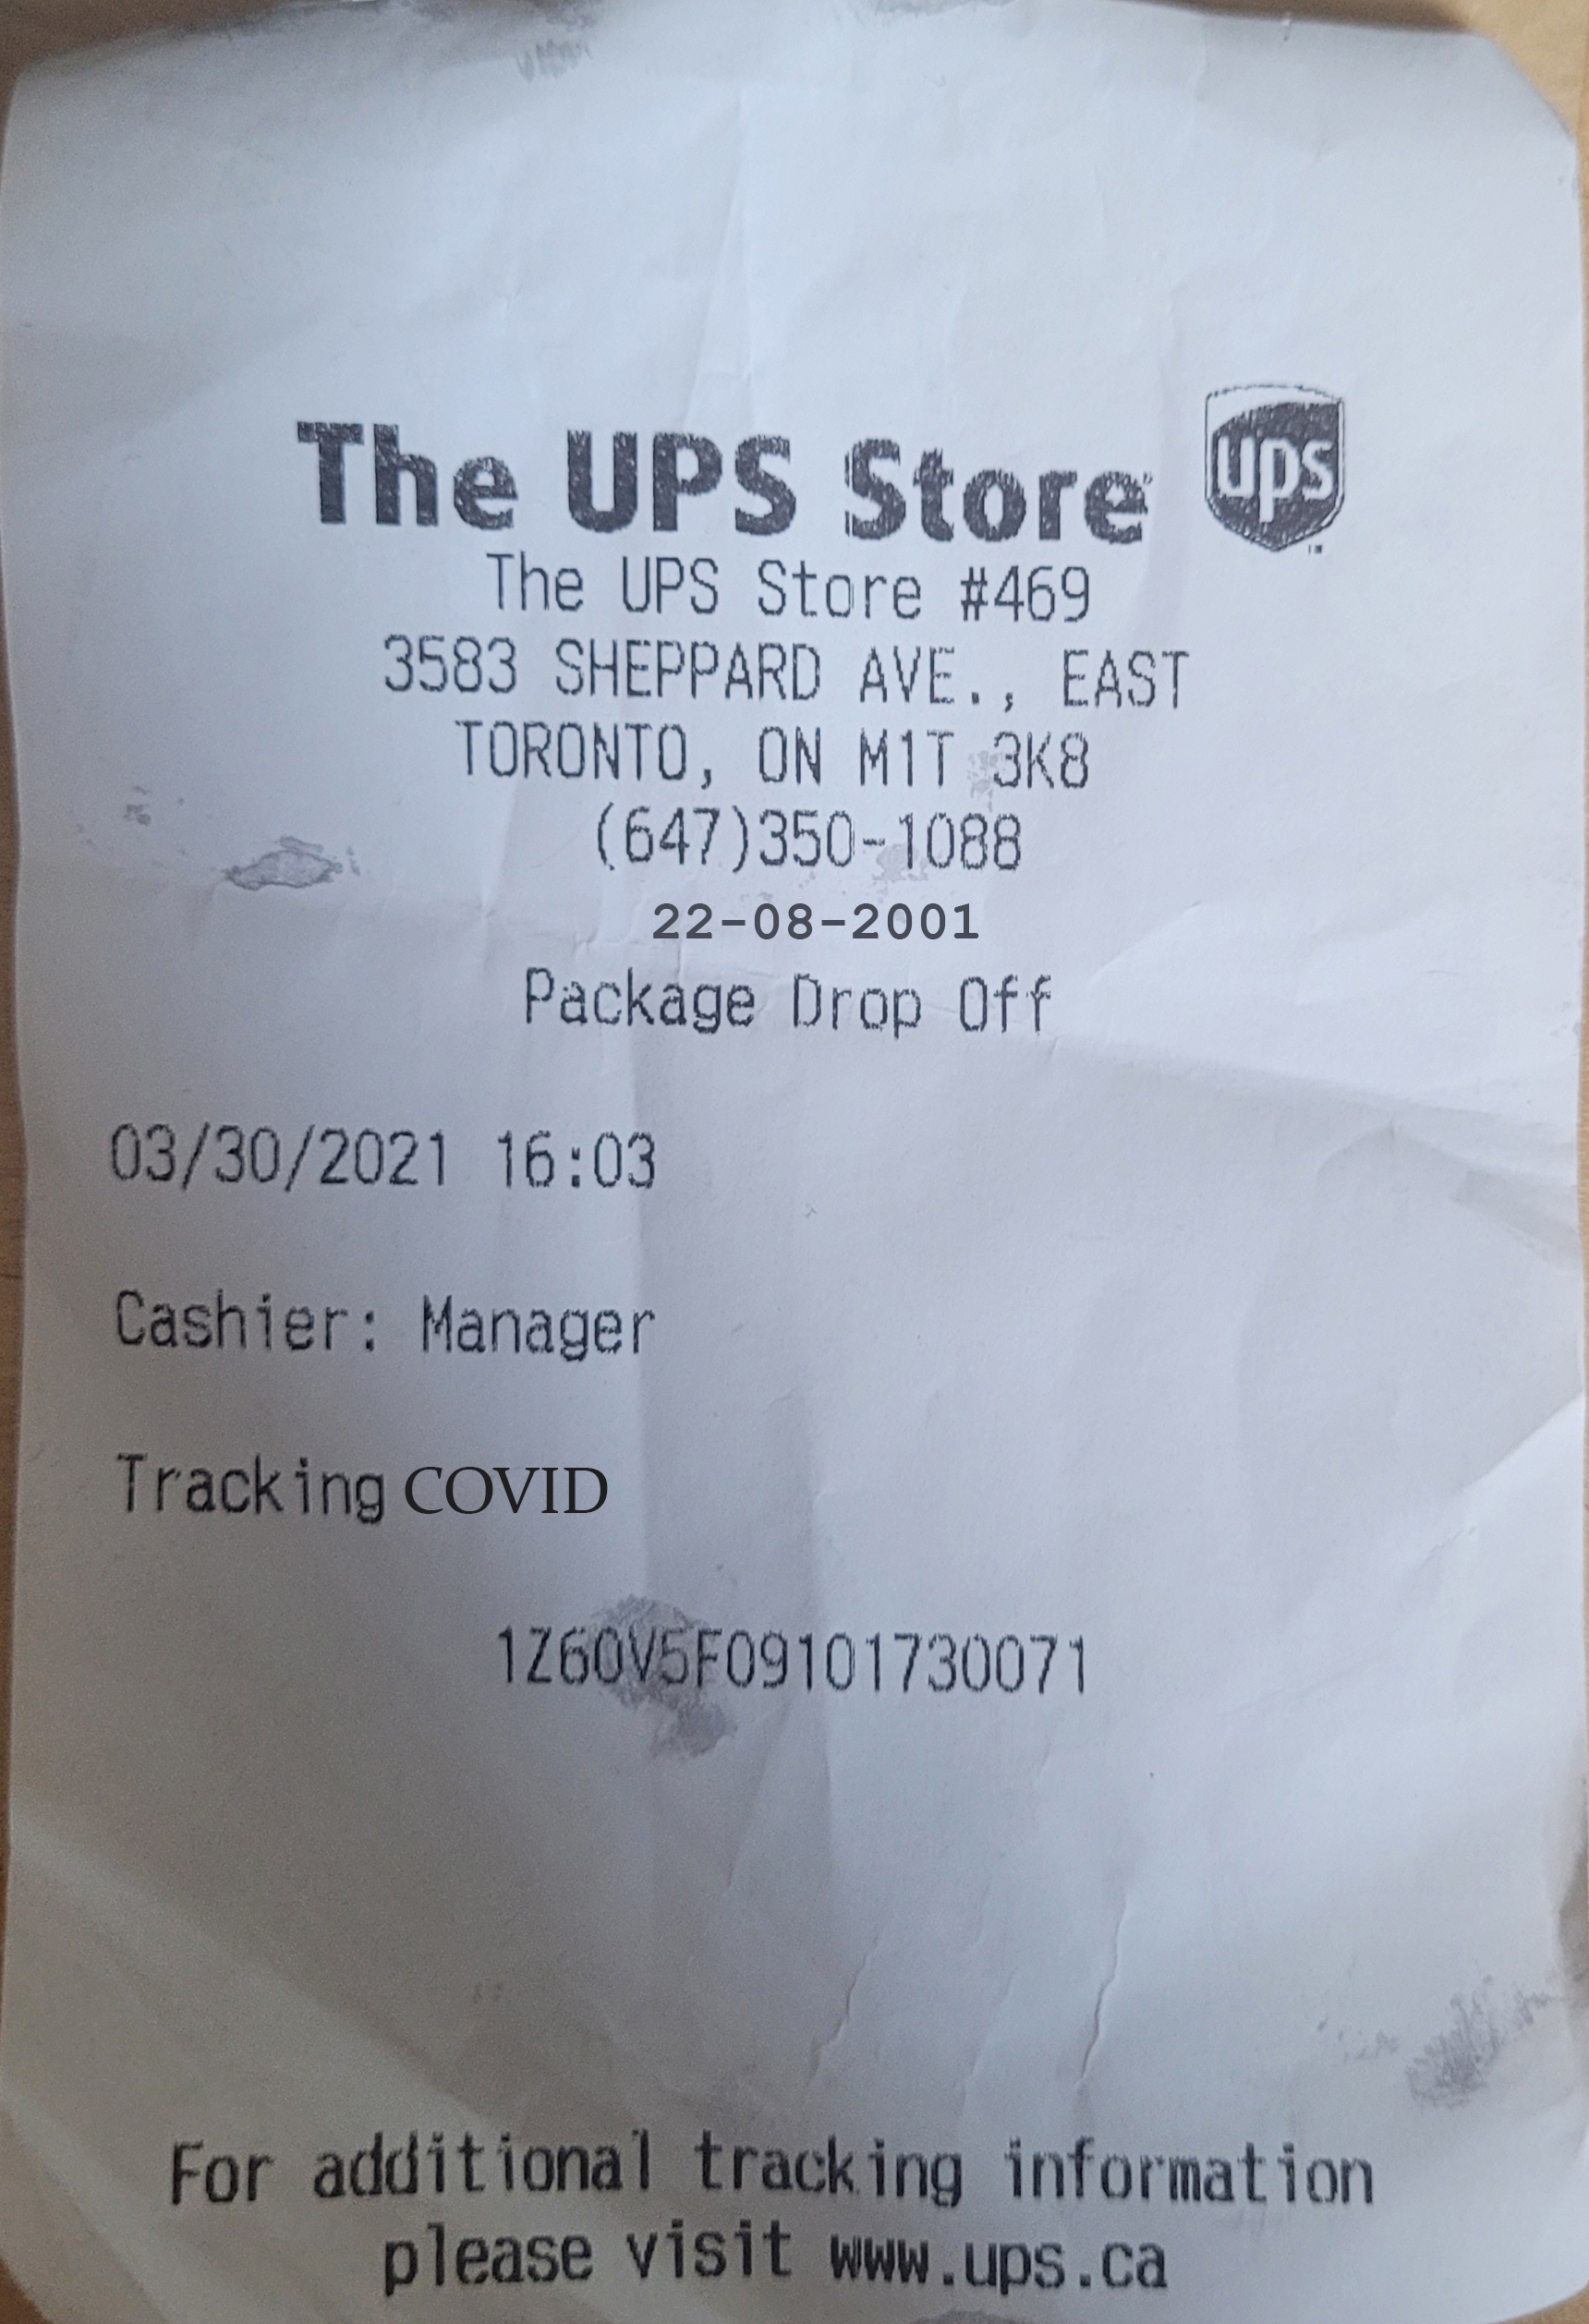 The UPS Store ups
The UPS Store #469
3583 SHEPPARD AVE., EAST
TORONTO, ON M1T 3K8
(647)350-1088
22-08-2001
Package Drop Off
03/30/2021 16:03
Cashier: Manager
Tracking COVID
1Z60V5F09101730071
For additional tracking information
please visit www.ups.ca